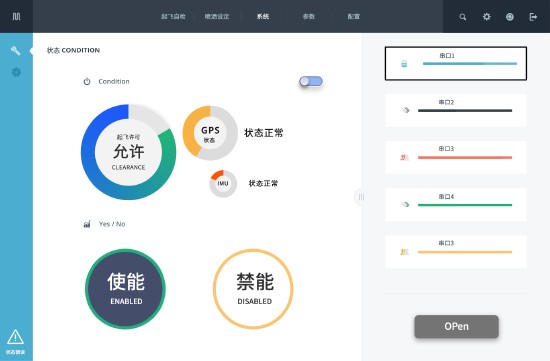 起飞自检 喷洒设定 系统 参数 配置
状态 CONDITION
Condition
起飞许可
允许
CLEARANCE
GPS
状态
状态正常
IMU
状态正常
Yes / No
使能
ENABLED
禁能
DISABLED
状态错误
串口1
串口2
串口3
串口4
串口3
OPen